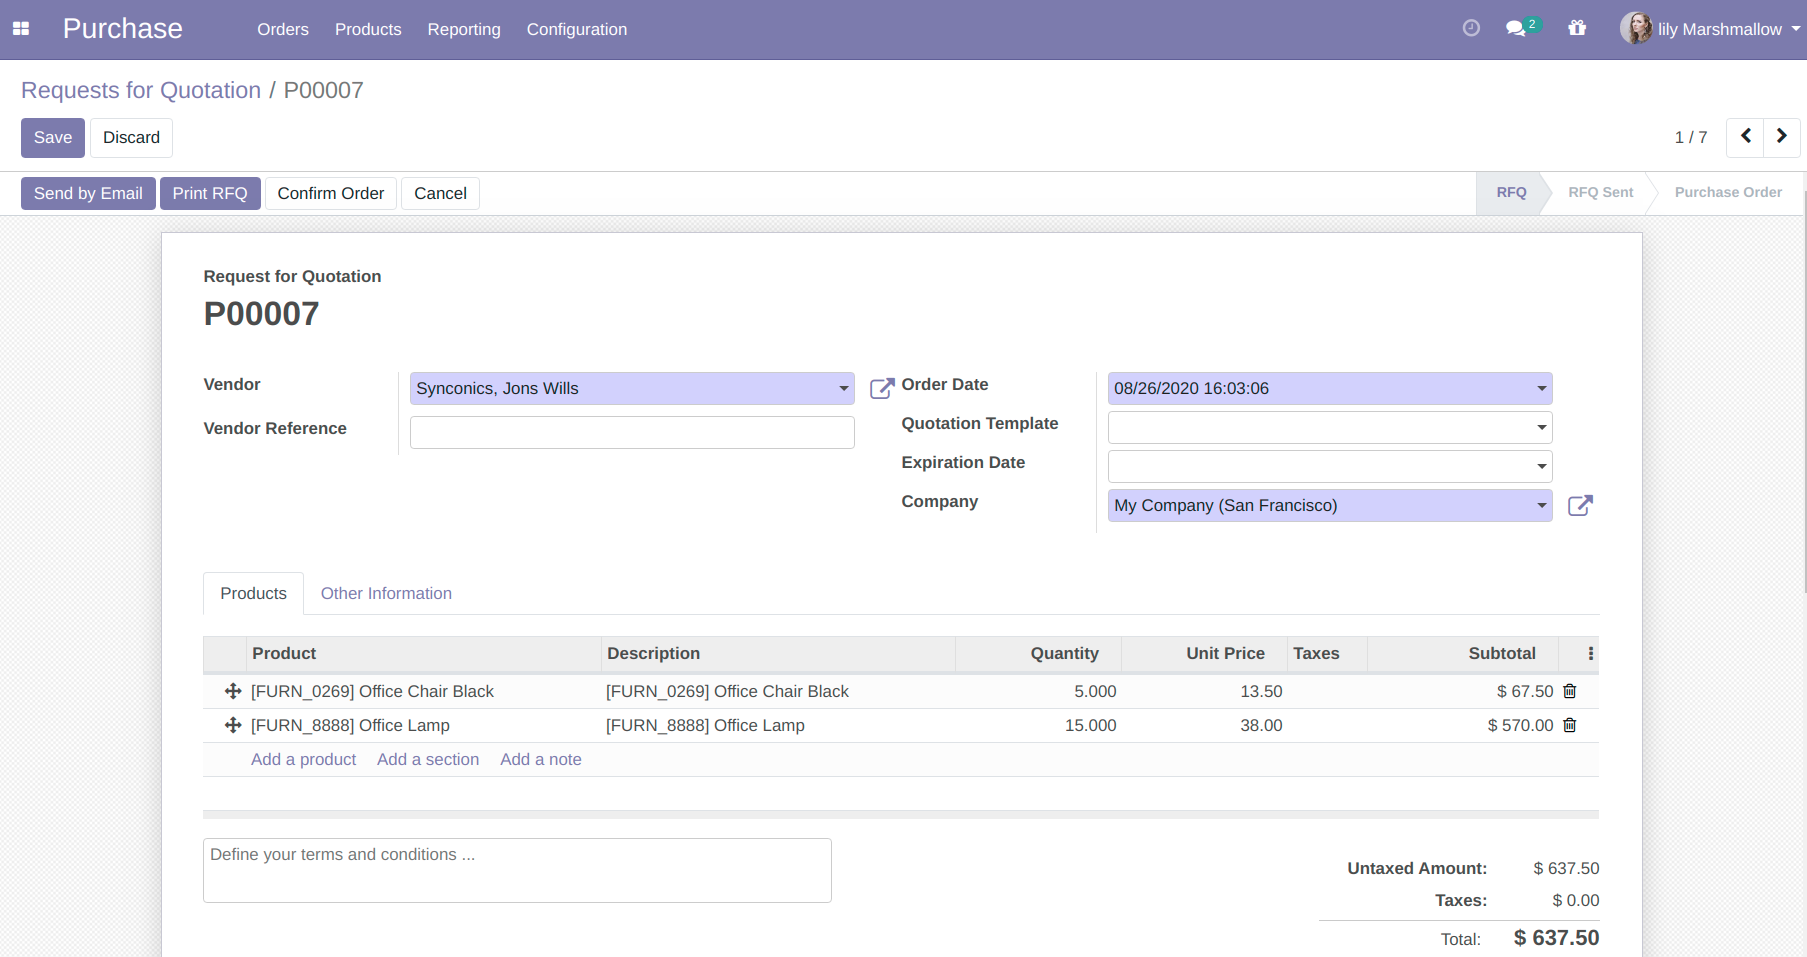 Purchase Orders Products Reporting Configuration 2 lily Marshmallow
Requests for Quotation / P00007
Save Discard 1 / 7
Send by Email Print RFQ Confirm Order Cancel RFQ RFQ Sent Purchase Order
Request for Quotation
P00007
Vendor Synconics, Jons Wills Order Date 08/26/2020 16:03:06
Vendor Reference Quotation Template
Expiration Date
Company My Company (San Francisco)
Products Other Information
Product Description Quantity Unit Price Taxes Subtotal
[FURN_0269] Office Chair Black [FURN_0269] Office Chair Black 5.000 13.50 $ 67.50
[FURN_8888] Office Lamp [FURN_8888] Office Lamp 15.000 38.00 $ 570.00
Add a product Add a section Add a note
Define your terms and conditions ...
Untaxed Amount: $ 637.50
Taxes: $ 0.00
Total: $ 637.50